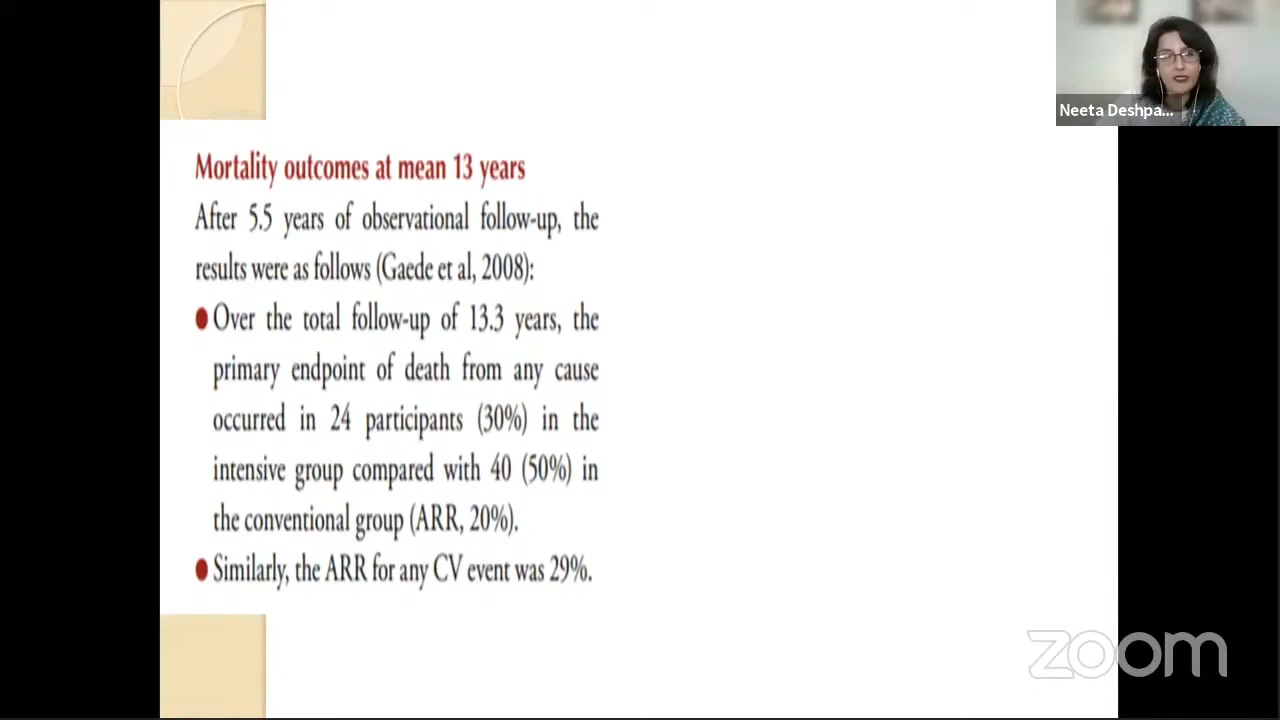 Neeta Deshpa...
Mortality outcomes at mean 13 years
After 5.5 years of observational follow-up, the
results were as follows (Gaede et al, 2008):
● Over the total follow-up of 13.3 years, the
primary endpoint of death from any cause
occurred in 24 participants (30%) in the
intensive group compared with 40 (50%) in
the conventional group (ARR, 20%).
● Similarly, the ARR for any CV event was 29%.
zoom